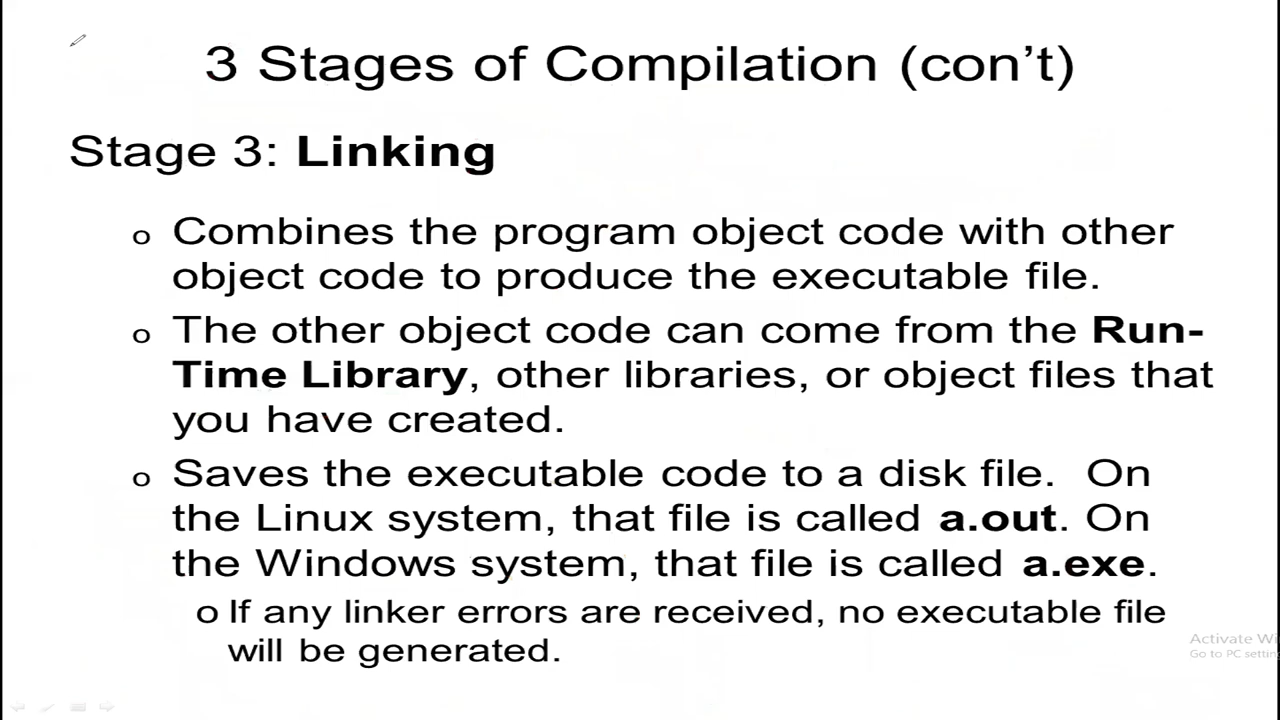 3 Stages of Compilation (con't)
Stage 3: Linking
o Combines the program object code with other
object code to produce the executable file.
o The other object code can come from the Run-
Time Library, other libraries, or object files that
you have created.
o Saves the executable code to a disk file.  On
the Linux system, that file is called a.out. On
the Windows system, that file is called a.exe.
o If any linker errors are received, no executable file
will be generated.
Activate Wi
Go to PC setting